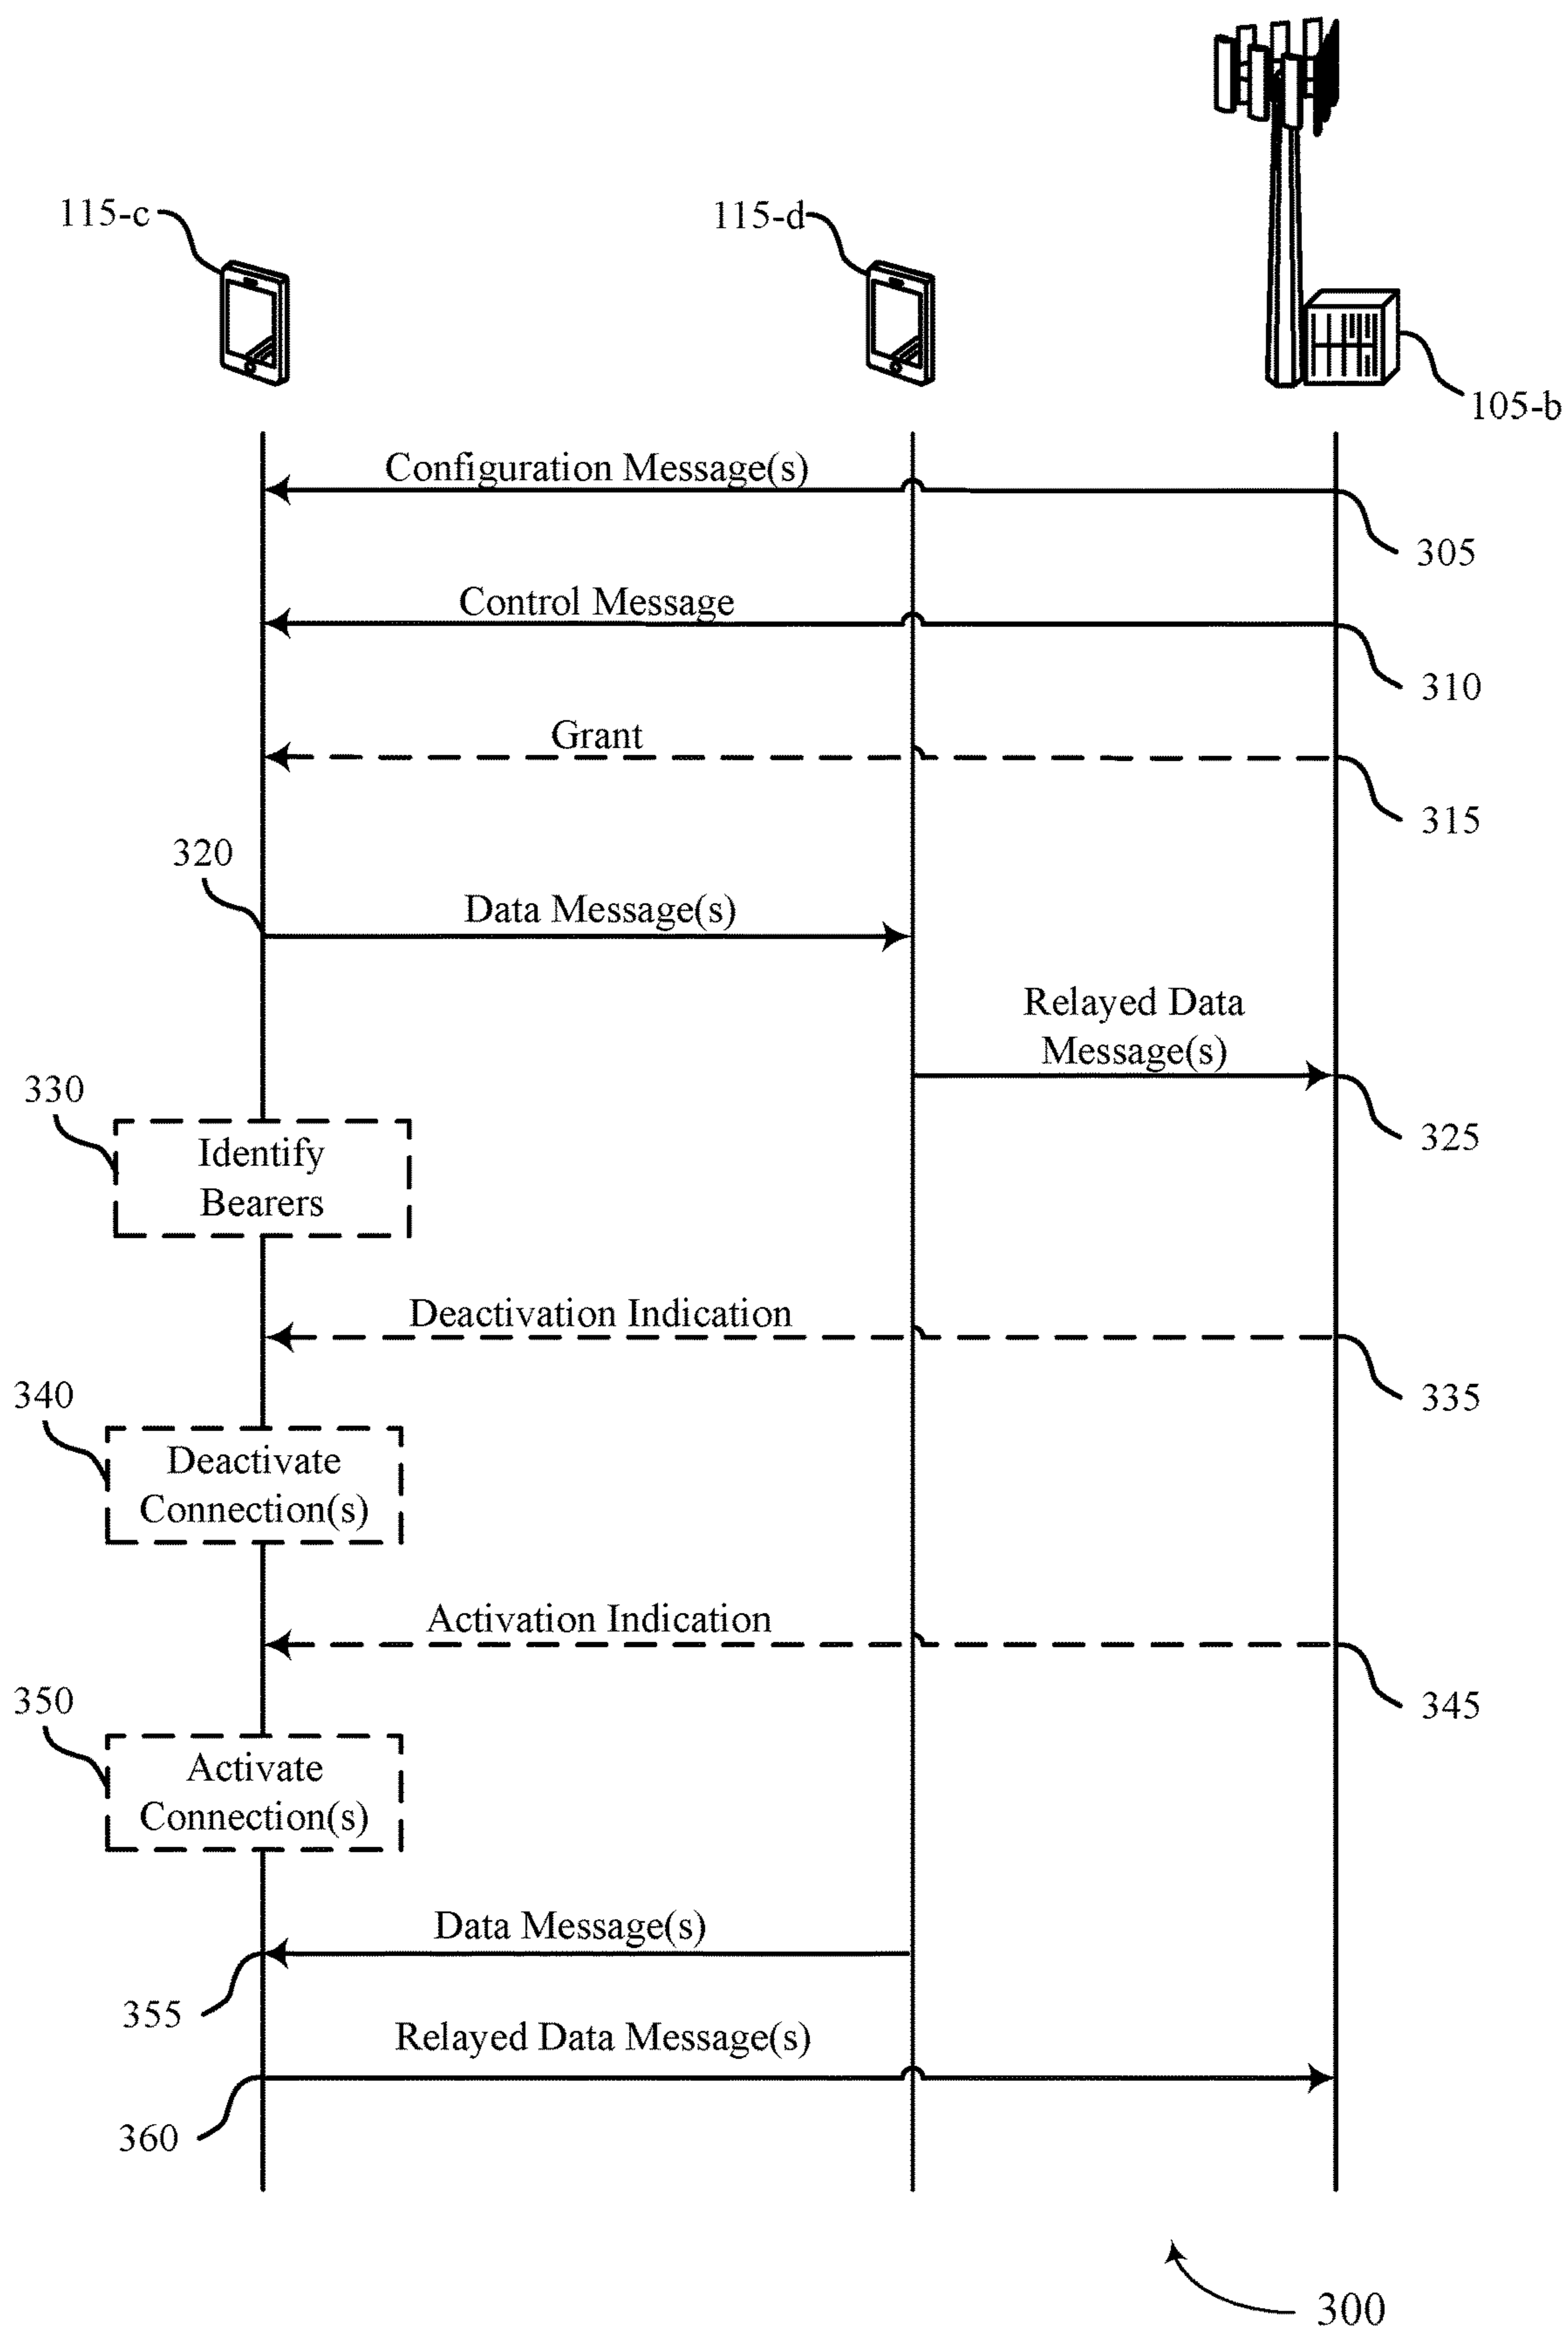 115-c
115-d
105-b
Configuration Message(s)
305
Control Message
310
Grant
315
320
Data Message(s)
Relayed Data
Message(s)
325
330
Identify
Bearers
Deactivation Indication
335
340
Deactivate
Connection(s)
Activation Indication
345
350
Activate
Connection(s)
Data Message(s)
355
Relayed Data Message(s)
360
300